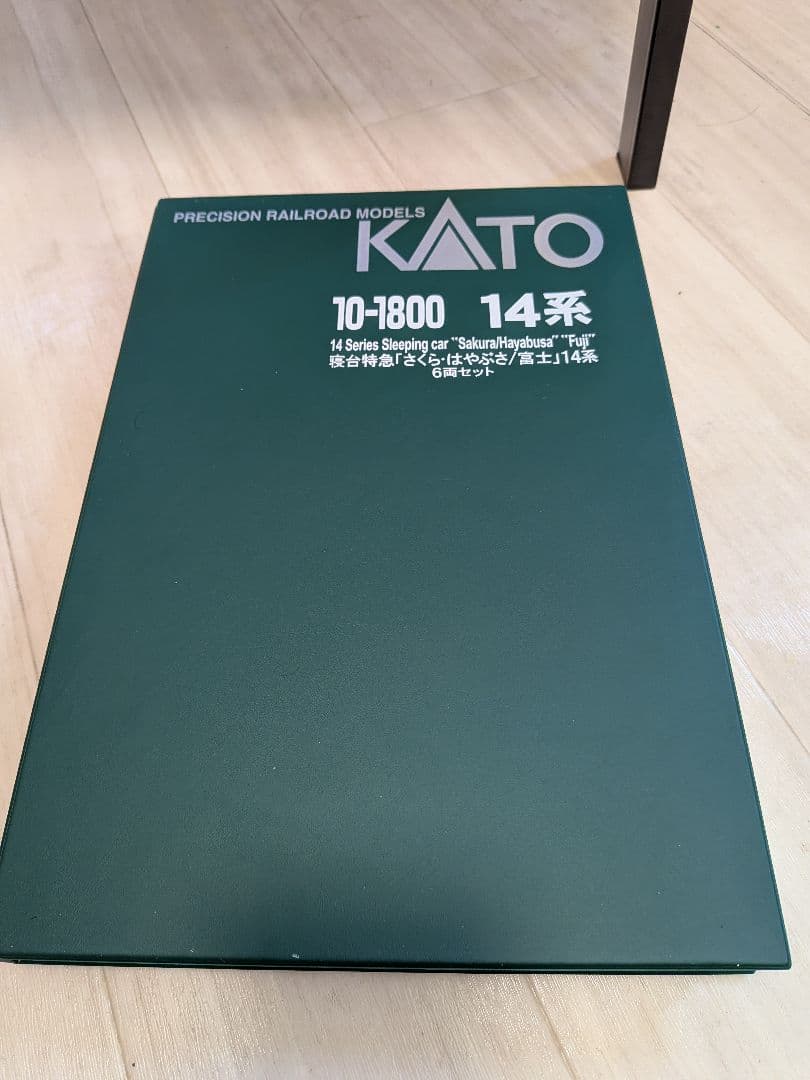 PRECISION RAILROAD MODELS
KATO
10-1800 14系
14 Series Sleeping car "Sakura/Hayabusa" "Fuji"
寝台特急「さくら・はやぶさ/富士」14系
6両セット